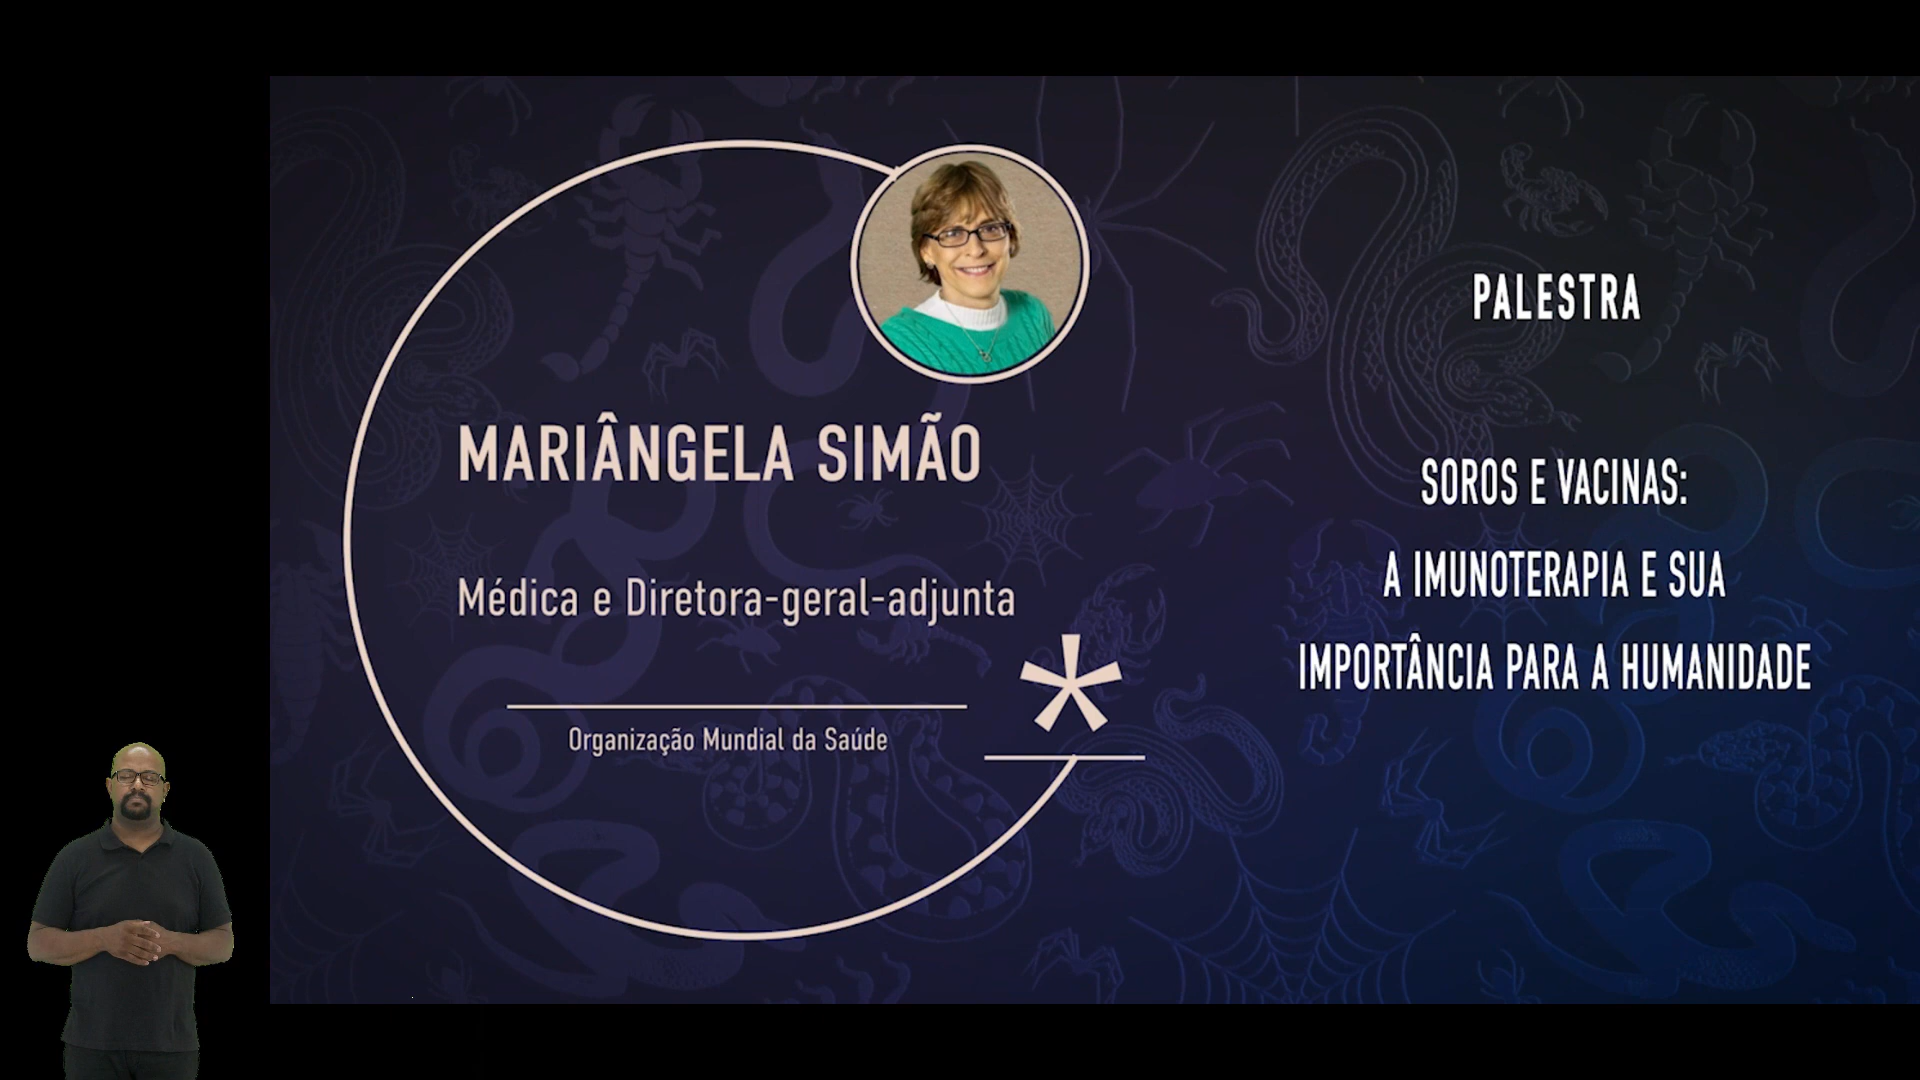 MARIÂNGELA SIMÃO
Médica e Diretora-geral-adjunta
Organização Mundial da Saúde
PALESTRA
SOROS E VACINAS:
A IMUNOTERAPIA E SUA
IMPORTÂNCIA PARA A HUMANIDADE